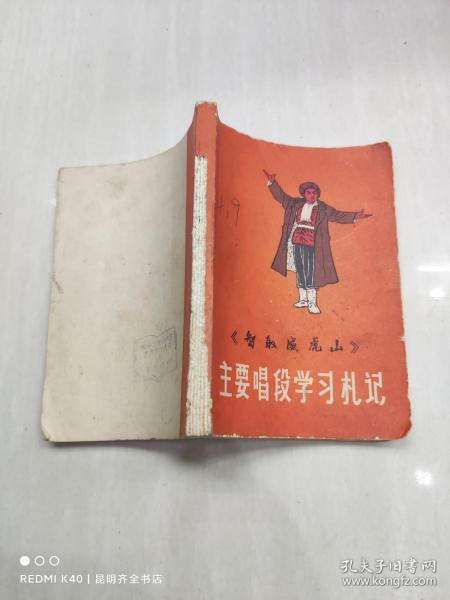 《智取威虎山》
主要唱段学习札记
REDMI K40 | 昆明齐全书店
孔夫子旧书网
www.kongfz.com